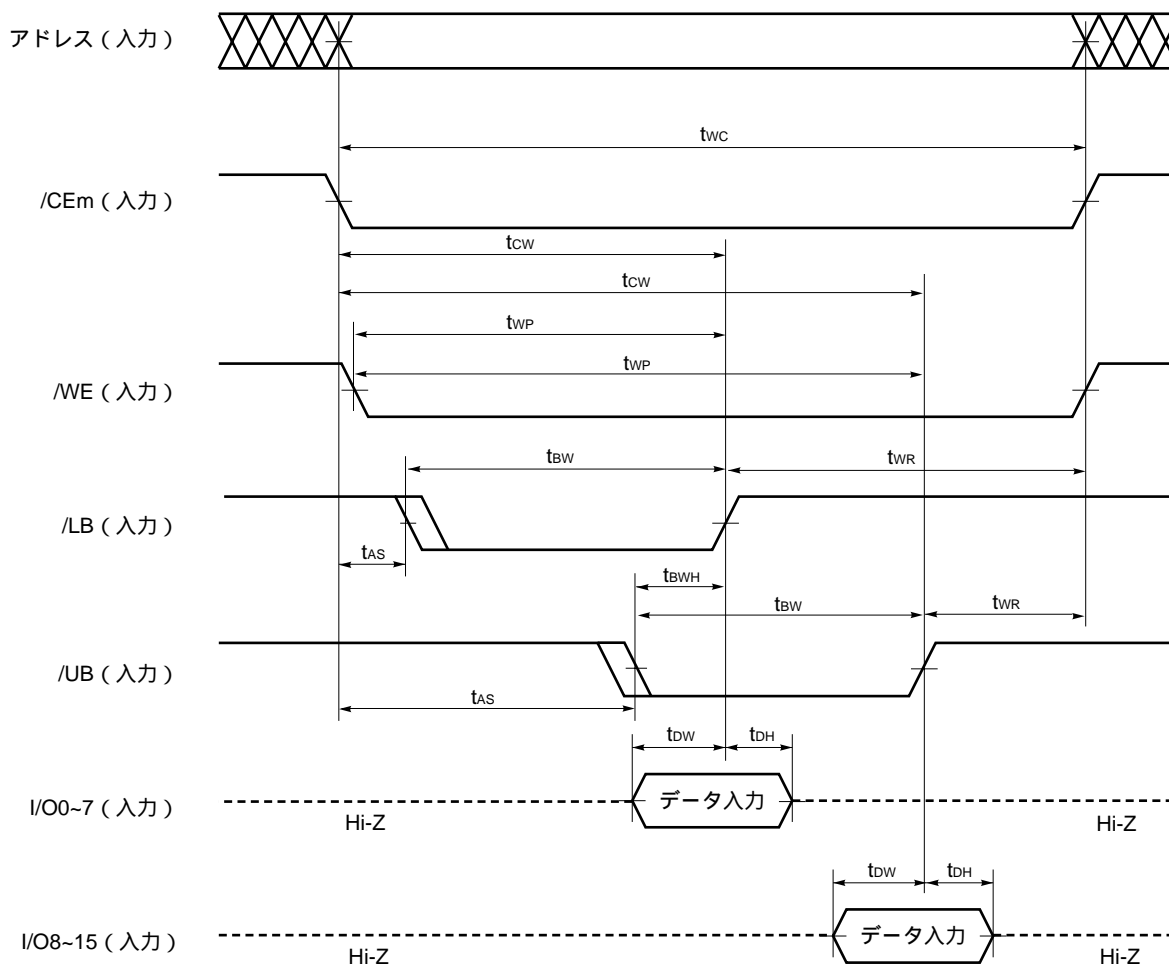 アドレス ( 入力 )
tWC
/CEm ( 入力 )
tCW
tCW
tWP
tWP
/WE ( 入力 )
tBW
tWR
/LB ( 入力 )
tAS
tBWH
tBW
tWR
/UB ( 入力 )
tAS
tDW
tDH
I/O0~7 ( 入力 )
データ入力
Hi-Z
Hi-Z
tDW
tDH
I/O8~15 ( 入力 )
データ入力
Hi-Z
Hi-Z